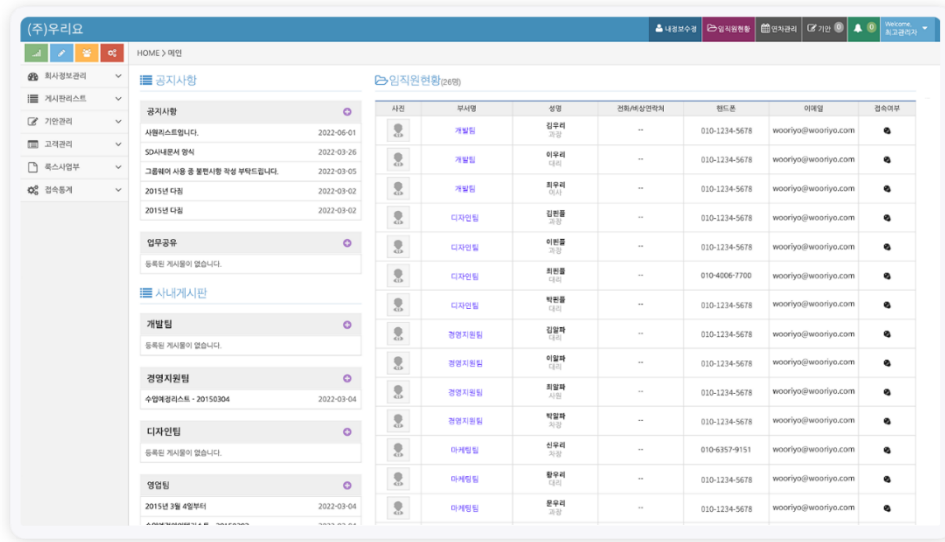 (주)우리요
내정보수정 임직원현황 연차관리 기안 0 0 Welcome, 최고관리자
HOME > 메인
회사정보관리
게시판리스트
기안관리
고객관리
록스사업부
접속통계
공지사항
공지사항
사원리스트입니다. 2022-06-01
SD사내문서 양식 2022-03-26
그룹웨어 사용 중 불편사항 작성 부탁드립니다. 2022-03-05
2015년 다짐 2022-03-02
2015년 다짐 2022-03-02
업무공유
등록된 게시물이 없습니다.
사내게시판
개발팀
등록된 게시물이 없습니다.
경영지원팀
수업예정리스트 - 20150304 2022-03-04
디자인팀
등록된 게시물이 없습니다.
영업팀
2015년 3월 4일부터 2022-03-04
임직원현황(26명)
사진 부서명 성명 전화/비상연락처 핸드폰 이메일 접속여부
개발팀 김우리 과장 -- 010-1234-5678 wooriyo@wooriyo.com
개발팀 이우리 대리 -- 010-1234-5678 wooriyo@wooriyo.com
개발팀 최우리 이사 -- 010-1234-5678 wooriyo@wooriyo.com
디자인팀 김핀플 과장 -- 010-1234-5678 wooriyo@wooriyo.com
디자인팀 이핀플 과장 -- 010-1234-5678 wooriyo@wooriyo.com
디자인팀 최핀플 대리 -- 010-4006-7700 wooriyo@wooriyo.com
디자인팀 박핀플 대리 -- 010-1234-5678 wooriyo@wooriyo.com
경영지원팀 김알파 대리 -- 010-1234-5678 wooriyo@wooriyo.com
경영지원팀 이알파 대리 -- 010-1234-5678 wooriyo@wooriyo.com
경영지원팀 최알파 사원 -- 010-1234-5678 wooriyo@wooriyo.com
경영지원팀 박알파 차장 -- 010-1234-5678 wooriyo@wooriyo.com
마케팅팀 신우리 차장 -- 010-6357-9151 wooriyo@wooriyo.com
마케팅팀 황우리 대리 -- 010-1234-5678 wooriyo@wooriyo.com
마케팅팀 문우리 과장 -- 010-1234-5678 wooriyo@wooriyo.com